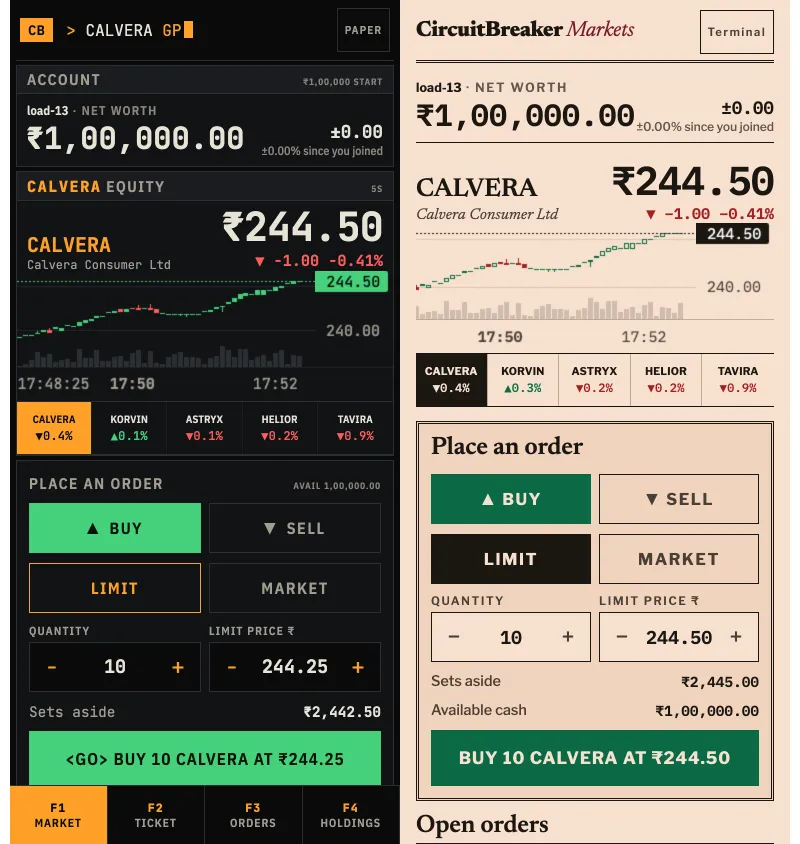 CB > CALVERA GP
PAPER
ACCOUNT
₹1,00,000 START
load-13 · NET WORTH
₹1,00,000.00
±0.00
±0.00% since you joined
CALVERA EQUITY
5S
₹244.50
CALVERA
▼ -1.00 -0.41%
Calvera Consumer Ltd
244.50
240.00
17:48:25 17:50 17:52
CALVERA KORVIN ASTRYX HELIOR TAVIRA
▼0.4% ▲0.1% ▼0.1% ▼0.2% ▼0.9%
PLACE AN ORDER
AVAIL 1,00,000.00
▲ BUY ▼ SELL
LIMIT MARKET
QUANTITY LIMIT PRICE ₹
− 10 + − 244.25 +
Sets aside ₹2,442.50
<GO> BUY 10 CALVERA AT ₹244.25
F1 F2 F3 F4
MARKET TICKET ORDERS HOLDINGS
CircuitBreaker Markets
Terminal
load-13 · NET WORTH
₹1,00,000.00
±0.00
±0.00% since you joined
CALVERA ₹244.50
Calvera Consumer Ltd ▼ -1.00 -0.41%
244.50
240.00
17:50 17:52
CALVERA KORVIN ASTRYX HELIOR TAVIRA
▼0.4% ▲0.3% ▼0.2% ▼0.2% ▼0.9%
Place an order
▲ BUY ▼ SELL
LIMIT MARKET
QUANTITY LIMIT PRICE ₹
− 10 + − 244.50 +
Sets aside ₹2,445.00
Available cash ₹1,00,000.00
BUY 10 CALVERA AT ₹244.50
Open orders